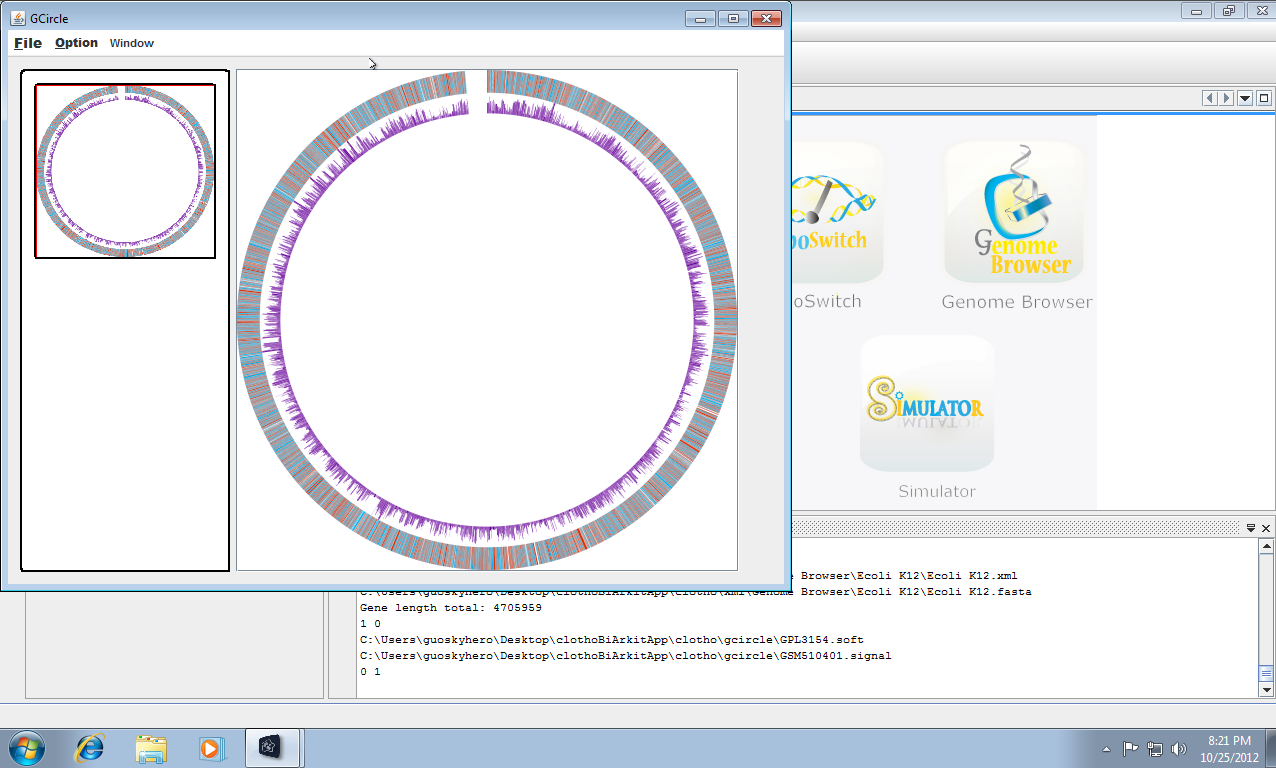 GCircle
File Option Window
Switch
Genome
Browser
oSwitch
Genome Browser
SIMULATOR
Simulator
Browser\Ecoli K12\Ecoli K12.xml
C:\Users\guoskyhero\Desktop\clothoBiArkitApp\clotho\xml\Genome Browser\Ecoli K12\Ecoli K12.fasta
Gene length total: 4705959
1 0
C:\Users\guoskyhero\Desktop\clothoBiArkitApp\clotho\gcircle\GPL3154.soft
C:\Users\guoskyhero\Desktop\clothoBiArkitApp\clotho\gcircle\GSM510401.signal
0 1
8:21 PM
10/25/2012